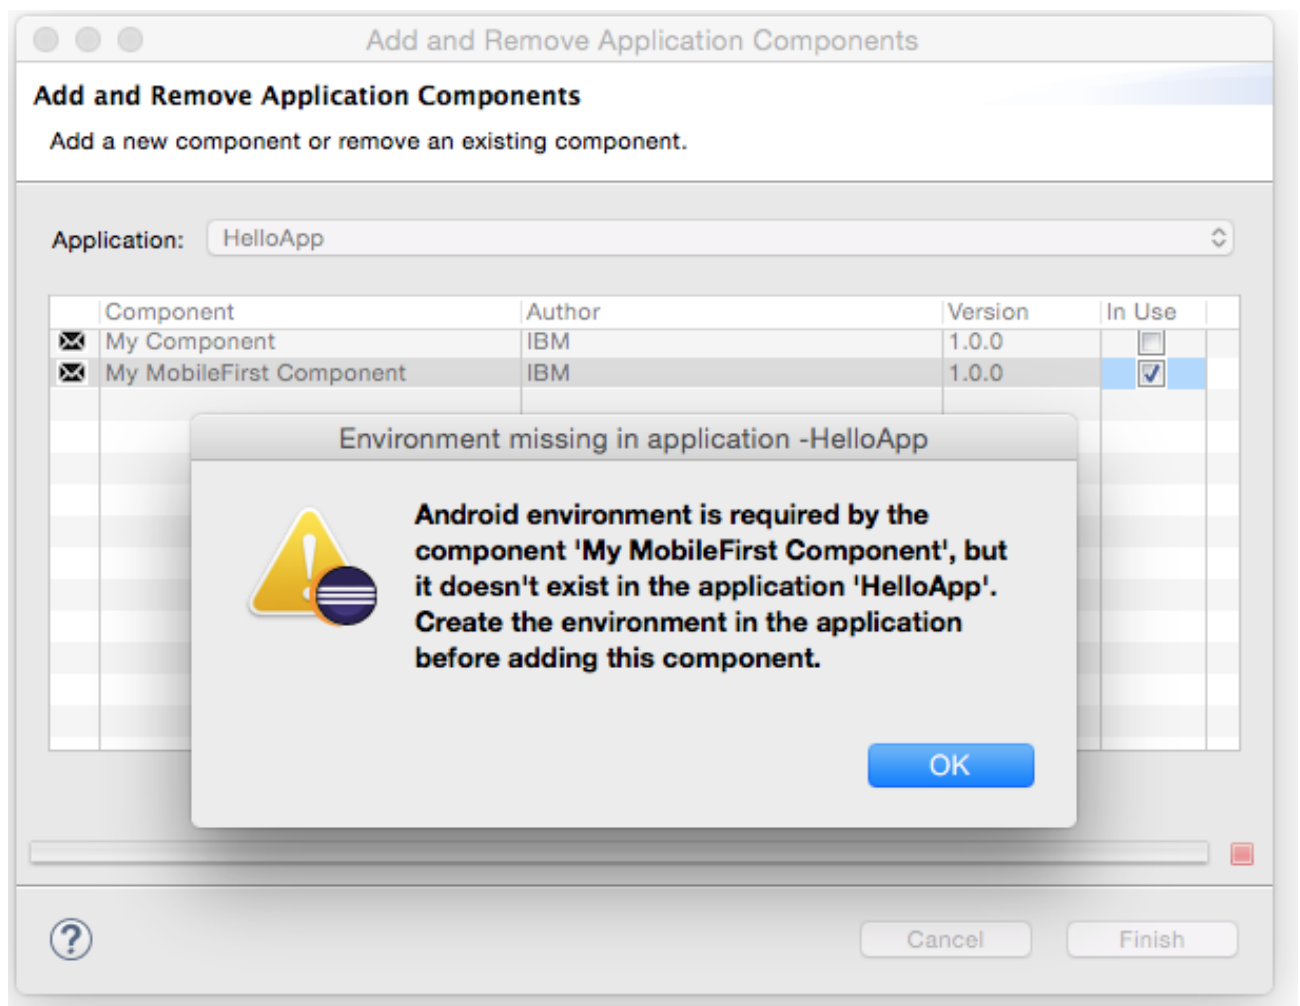 Add and Remove Application Components
Add and Remove Application Components
Add a new component or remove an existing component.
Application: HelloApp
Component Author Version In Use
My Component IBM 1.0.0
My MobileFirst Component IBM 1.0.0
Environment missing in application -HelloApp
Android environment is required by the
component 'My MobileFirst Component', but
it doesn't exist in the application 'HelloApp'.
Create the environment in the application
before adding this component.
OK
? Cancel Finish